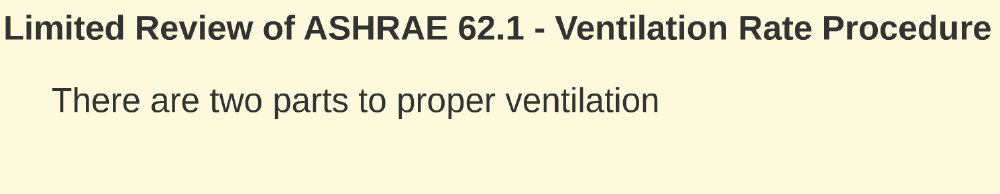 Limited Review of ASHRAE 62.1 - Ventilation Rate Procedure
There are two parts to proper ventilation